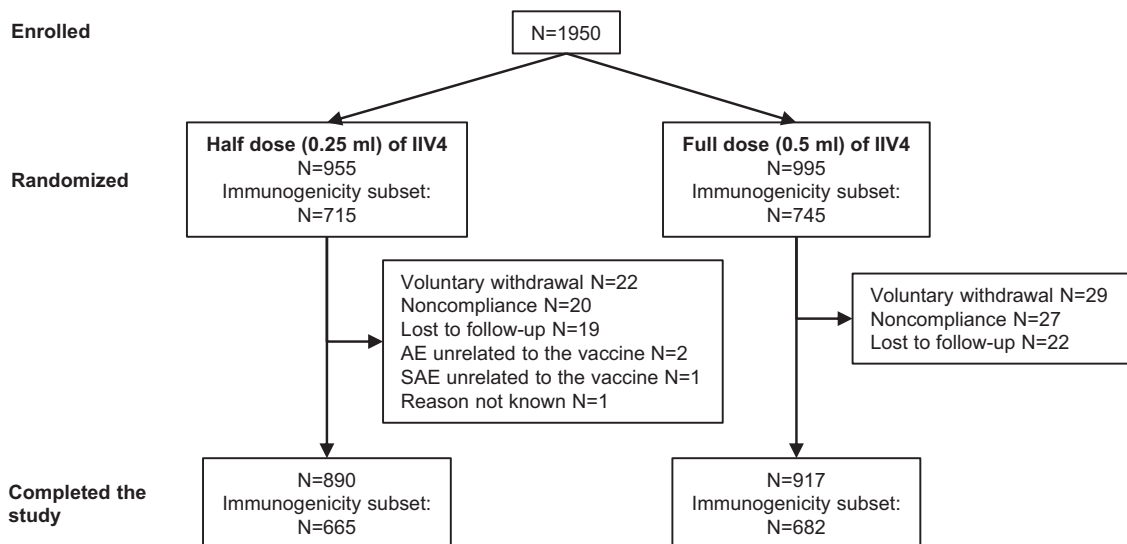 Enrolled
N=1950
Randomized
Half dose (0.25 ml) of IIV4
N=955
Immunogenicity subset:
N=715
Full dose (0.5 ml) of IIV4
N=995
Immunogenicity subset:
N=745
Voluntary withdrawal N=22
Noncompliance N=20
Lost to follow-up N=19
AE unrelated to the vaccine N=2
SAE unrelated to the vaccine N=1
Reason not known N=1
Voluntary withdrawal N=29
Noncompliance N=27
Lost to follow-up N=22
Completed the
study
N=890
Immunogenicity subset:
N=665
N=917
Immunogenicity subset:
N=682